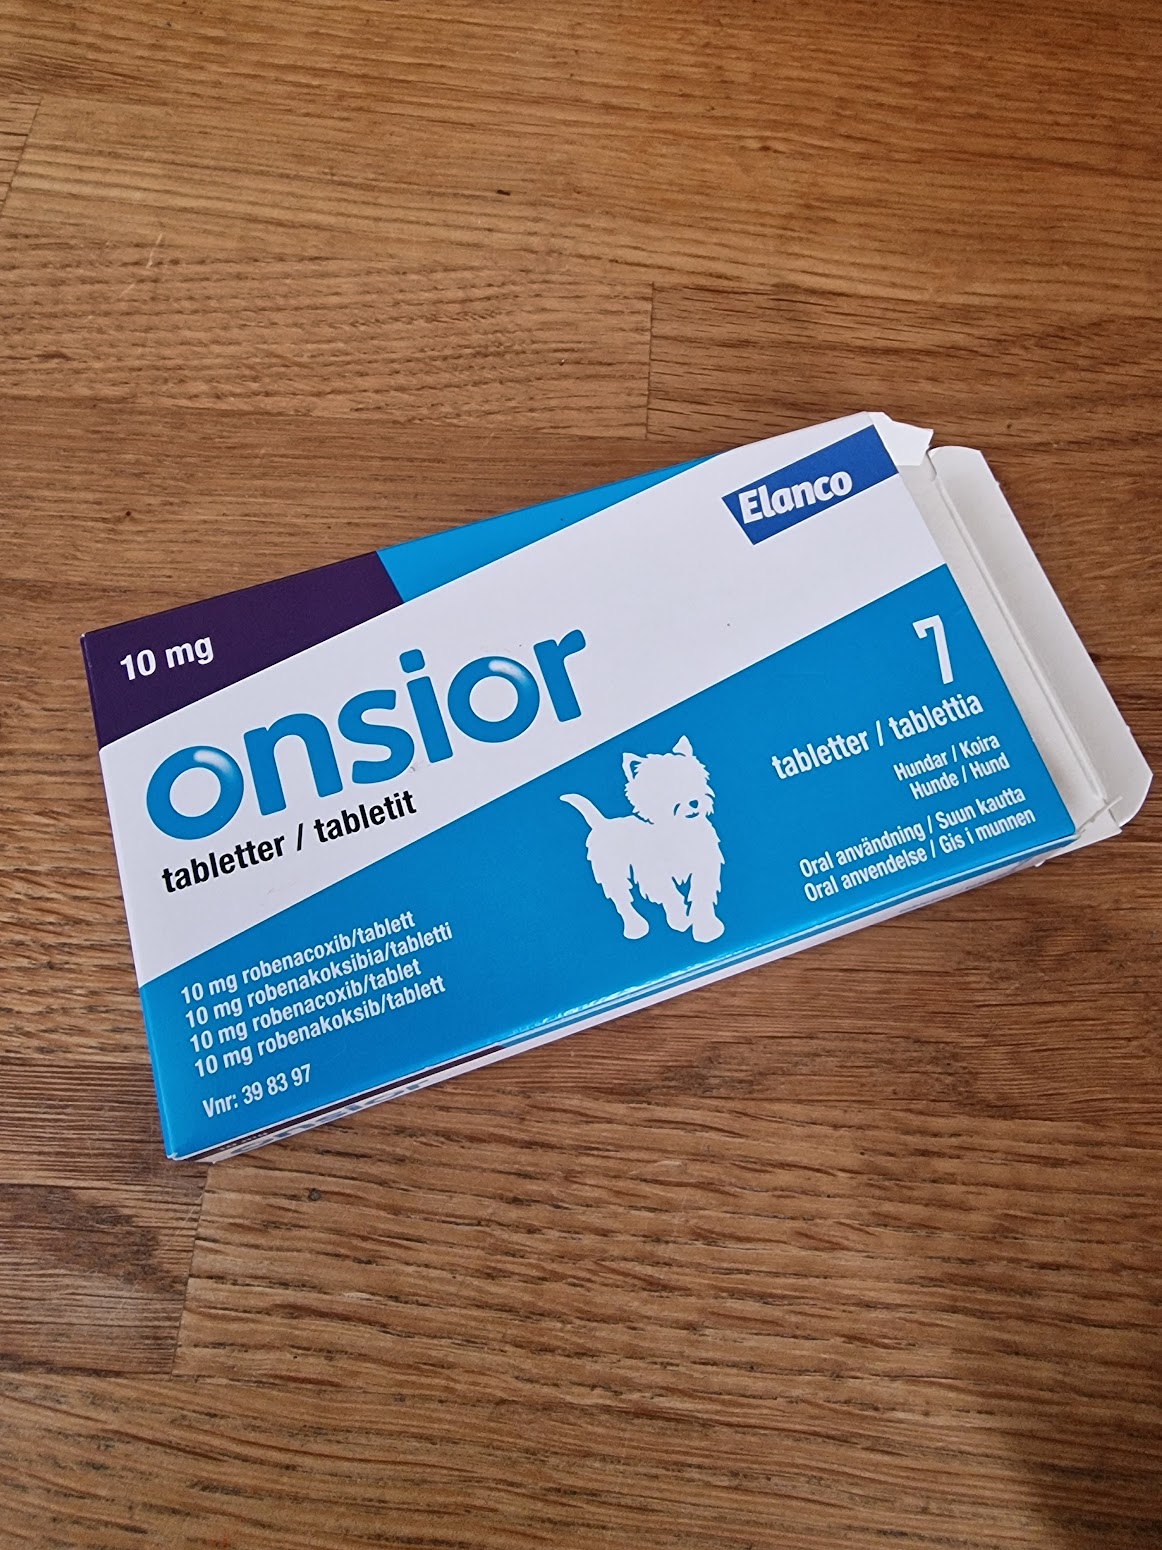 Elanco
10 mg
onsior
tabletter / tabletit
7
tabletter / tablettia
Hundar / Koira
Hunde / Hund
Oral användning / Suun kautta
Oral anvendelse / Gis i munnen
10 mg robenacoxib/tablett
10 mg robenakoksibia/tabletti
10 mg robenacoxib/tablet
10 mg robenakoksib/tablett
Vnr: 39 83 97